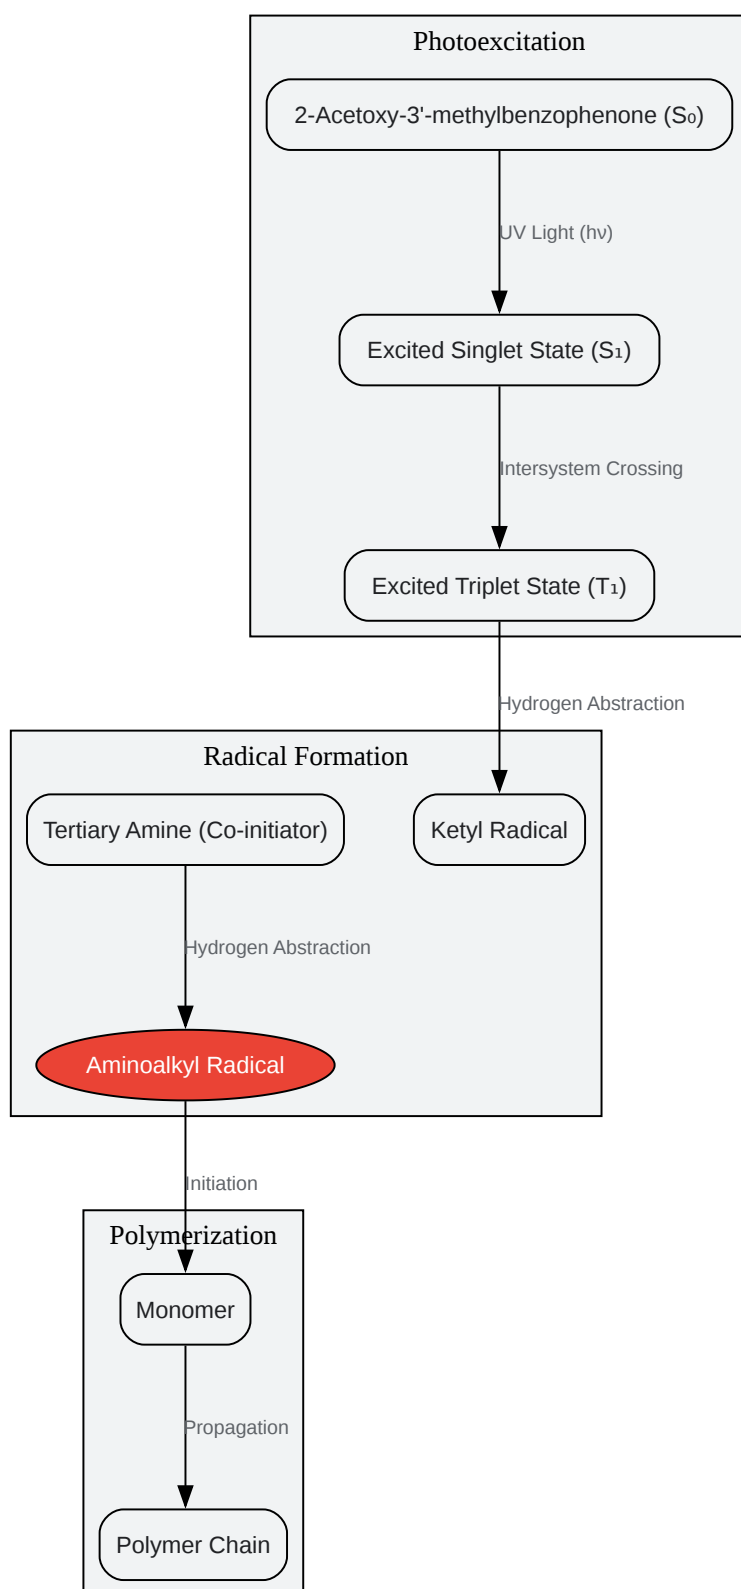 Photoexcitation
2-Acetoxy-3'-methylbenzophenone (S₀)
UV Light (hν)
Excited Singlet State (S₁)
Intersystem Crossing
Excited Triplet State (T₁)
Hydrogen Abstraction
Radical Formation
Tertiary Amine (Co-initiator)
Ketyl Radical
Hydrogen Abstraction
Aminoalkyl Radical
Initiation
Polymerization
Monomer
Propagation
Polymer Chain